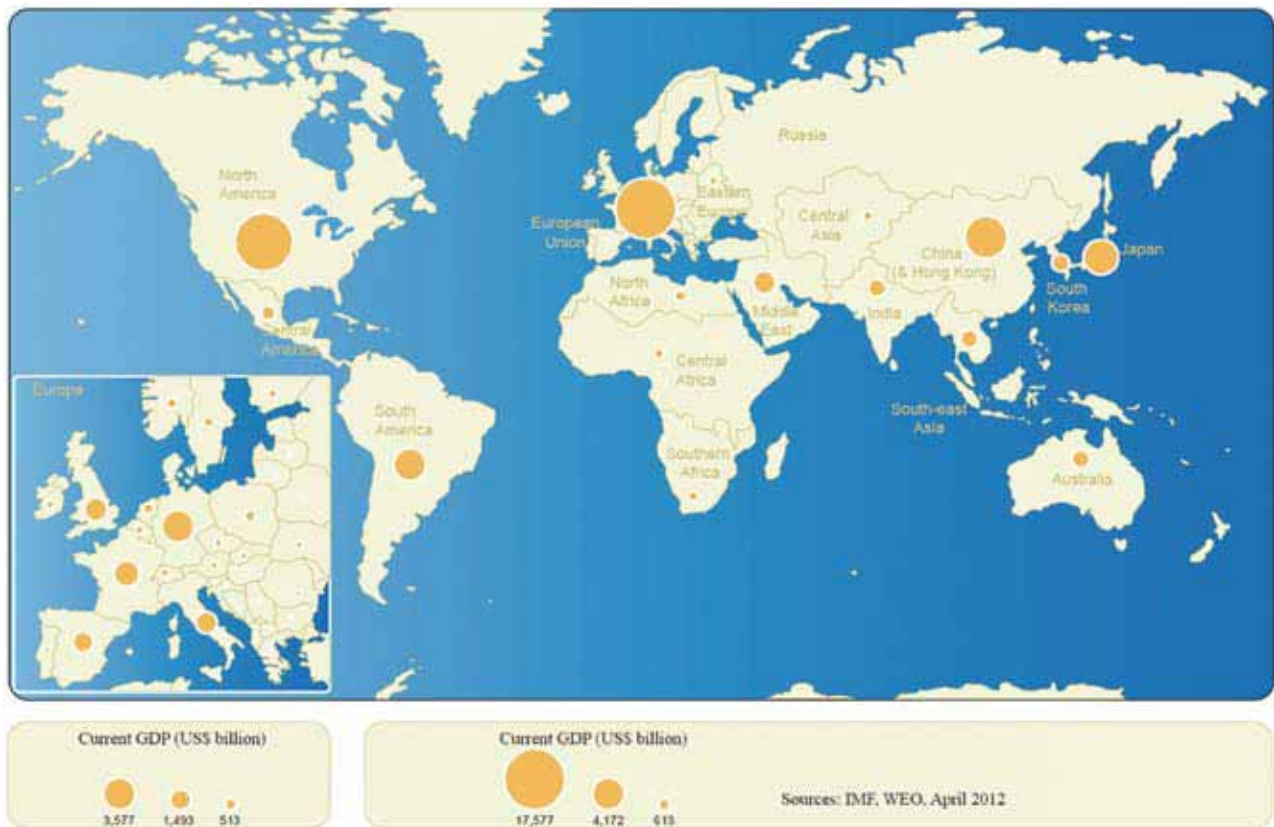 North
America
Russia
European
Union
Eastern
Europe
Central
Asia
China
(& Hong Kong)
Japan
South
Korea
North
Africa
Middle
East
India
Central
America
Central
Africa
South-east
Asia
South
America
Southern
Africa
Australia
Europe
Current GDP (US$ billion)
3,577 1,493 513
Current GDP (US$ billion)
17,577 4,172 613
Sources: IMF, WEO, April 2012